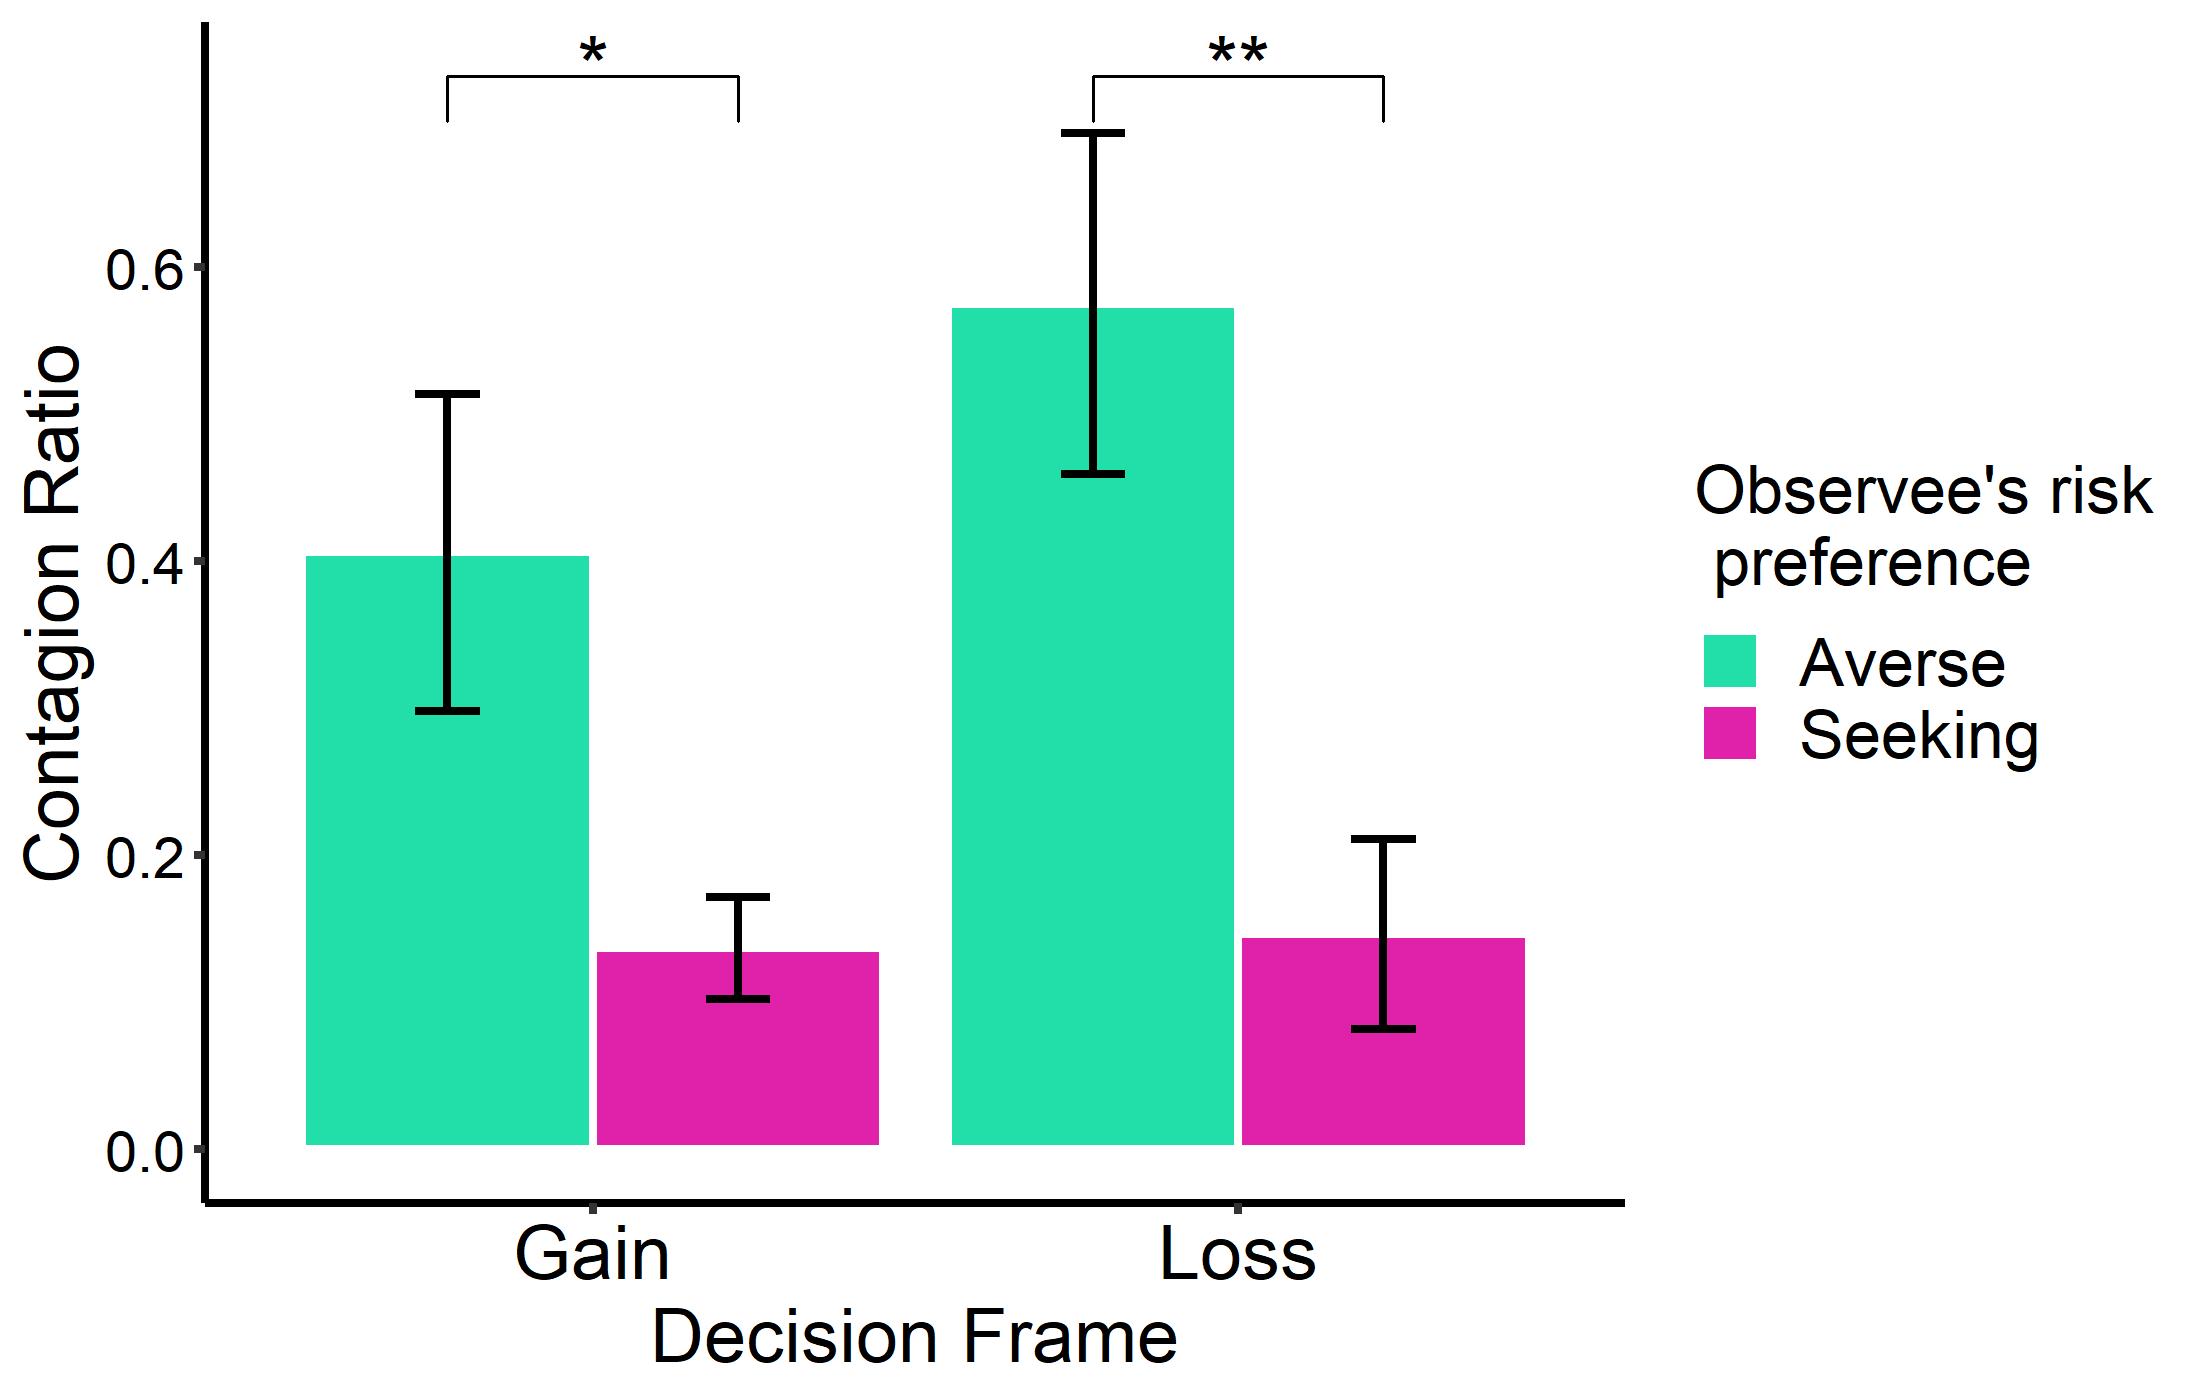 *
**
0.6
0.4
0.2
0.0
Contagion Ratio
Gain
Loss
Decision Frame
Observee's risk
preference
Averse
Seeking